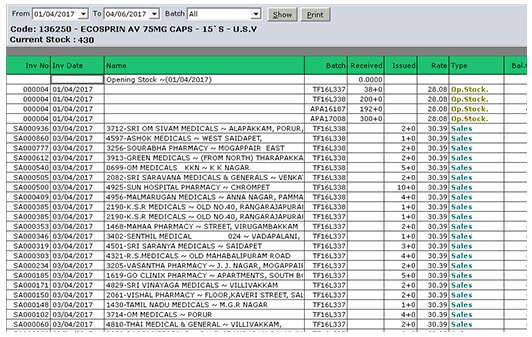 From 01/04/2017 To 04/06/2017 Batch All Show Print
Code: 136250 - ECOSPRIN AV 75MG CAPS - 15`S - U.S.V
Current Stock : 430
Inv No Inv Date Name Batch Received Issued Rate Type Bal.
Opening Stock ~(01/04/2017) 0.0000
000004 01/04/2017 TF16L337 38+0 28.08 Op.Stock.
000004 01/04/2017 TF16L338 200+0 28.08 Op.Stock.
000004 01/04/2017 APA16187 192+0 28.08 Op.Stock.
000004 01/04/2017 APA17008 300+0 28.08 Op.Stock.
SA000936 03/04/2017 3712-SRI OM SIVAM MEDICALS ~ ALAPAKKAM, PORUR, TF16L338 2+0 30.39 Sales
SA000860 03/04/2017 4597-ASHOK MEDICALS ~ WEST SAIDAPET, TF16L338 1+0 30.39 Sales
SA000777 03/04/2017 3256-SOURABHA PHARMACY ~ MOGAPPAIR EAST TF16L338 2+0 30.39 Sales
SA000612 03/04/2017 3913-GREEN MEDICALS ~ (FROM NORTH) THARAPAKKA TF16L338 2+0 30.39 Sales
SA000540 03/04/2017 0699-OM MEDICALS KKN ~ K K NAGAR TF16L338 5+0 30.39 Sales
SA000505 03/04/2017 2082-SRI SARAVANA MEDICALS & GENERALS ~ VENKA TF16L338 2+0 30.39 Sales
SA000500 03/04/2017 4925-SUN HOSPITAL PHARMACY ~ CHROMPET TF16L338 10+0 30.39 Sales
SA000409 03/04/2017 4956-MALMARUGAN MEDICALS ~ ANNA NAGAR, PAMMA TF16L338 4+0 30.39 Sales
SA000385 03/04/2017 2190-K.S.R MEDICALS ~ OLD NO.40, RANGARAJAPURAI TF16L338 1+0 30.39 Sales
SA000385 03/04/2017 2190-K.S.R MEDICALS ~ OLD NO.40, RANGARAJAPURAI TF16L337 1+0 30.39 Sales
SA000353 03/04/2017 1468-MAHAA PHARMACY ~ STREET, VIRUGAMBAKKAM TF16L337 2+0 30.39 Sales
SA000346 03/04/2017 3402-SENTHIL MEDICAL 024 ~ VADAPALANI, TF16L337 1+0 30.39 Sales
SA000319 03/04/2017 4501-SRI SARANYA MEDICALS ~ SAIDAPET TF16L337 3+0 30.39 Sales
SA000303 03/04/2017 4321-R.S.MEDICALS ~ OLD MAHABALIPURAM ROAD TF16L337 4+0 30.39 Sales
SA000234 03/04/2017 3205-VASANTHA PHARMACY ~ J. J. NAGAR, MOGAPPAIF TF16L337 2+0 30.39 Sales
SA000185 03/04/2017 1619-GO CLINIX PHARMACY ~ APARTMENTS, SOUTH TF16L337 5+0 30.39 Sales
SA000171 03/04/2017 4829-SRI VINAYAGA MEDICALS ~ VILLIVAKKAM TF16L337 2+0 30.39 Sales
SA000150 03/04/2017 2061-VISHAL PHARMACY ~ FLOOR,KAVERI STREET, SAL TF16L337 2+0 30.39 Sales
SA000148 03/04/2017 1430-TAMIL NADU MEDICALS ~ M.G.R NAGAR TF16L337 1+0 30.39 Sales
SA000102 03/04/2017 3714-OM MEDICALS ~ PORUR TF16L337 4+0 30.39 Sales
SA000060 03/04/2017 4810-THAI MEDICAL & GENERAL ~ VILLIVAKKAM, TF16L337 2+0 30.39 Sales